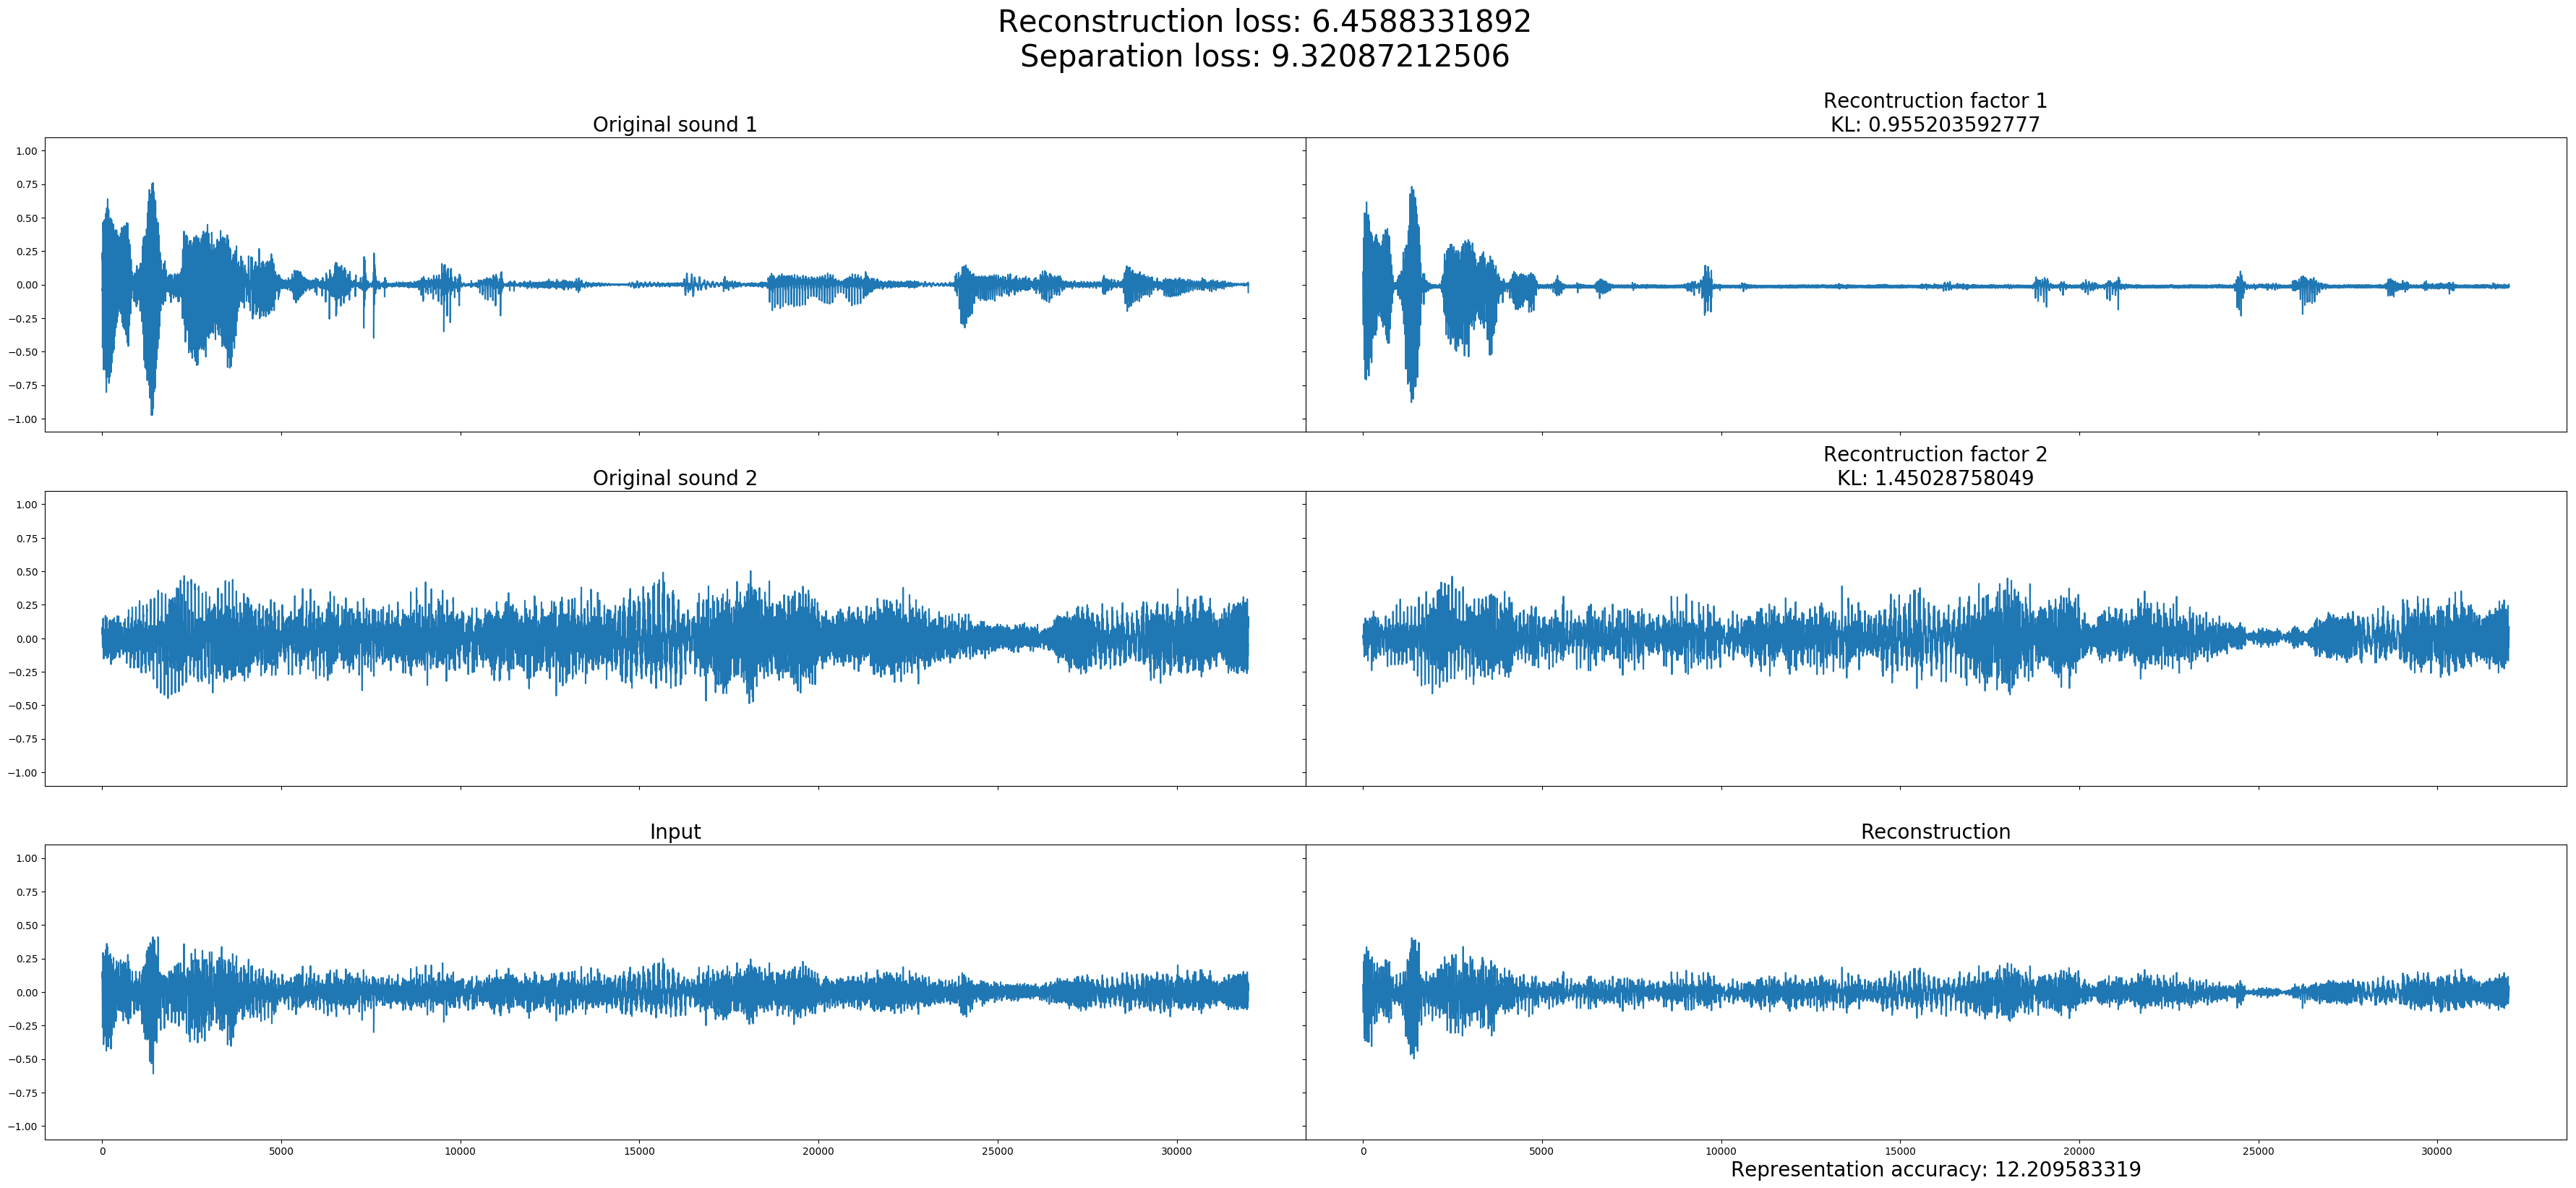 Reconstruction loss: 6.4588331892
Separation loss: 9.32087212506
Original sound 1
Recontruction factor 1
KL: 0.955203592777
1.00
0.75
0.50
0.25
0.00
−0.25
−0.50
−0.75
−1.00
Original sound 2
Recontruction factor 2
KL: 1.45028758049
1.00
0.75
0.50
0.25
0.00
−0.25
−0.50
−0.75
−1.00
Input
Reconstruction
1.00
0.75
0.50
0.25
0.00
−0.25
−0.50
−0.75
−1.00
0 5000 10000 15000 20000 25000 30000
0 5000 10000 15000 20000 25000 30000
Representation accuracy: 12.209583319